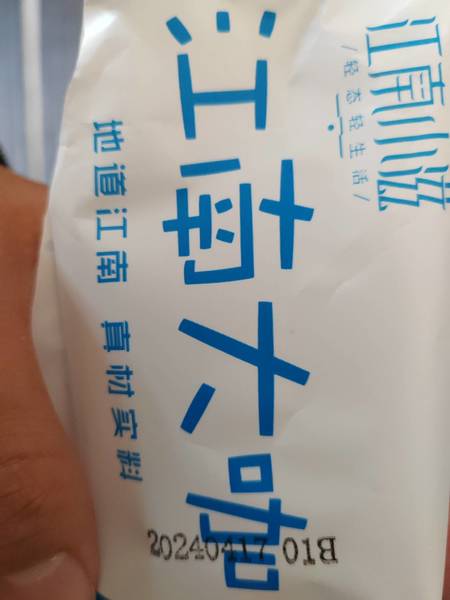 江南小滋
/轻态轻生活/
江南大咖
地道江南 真材实料
20240417 01B